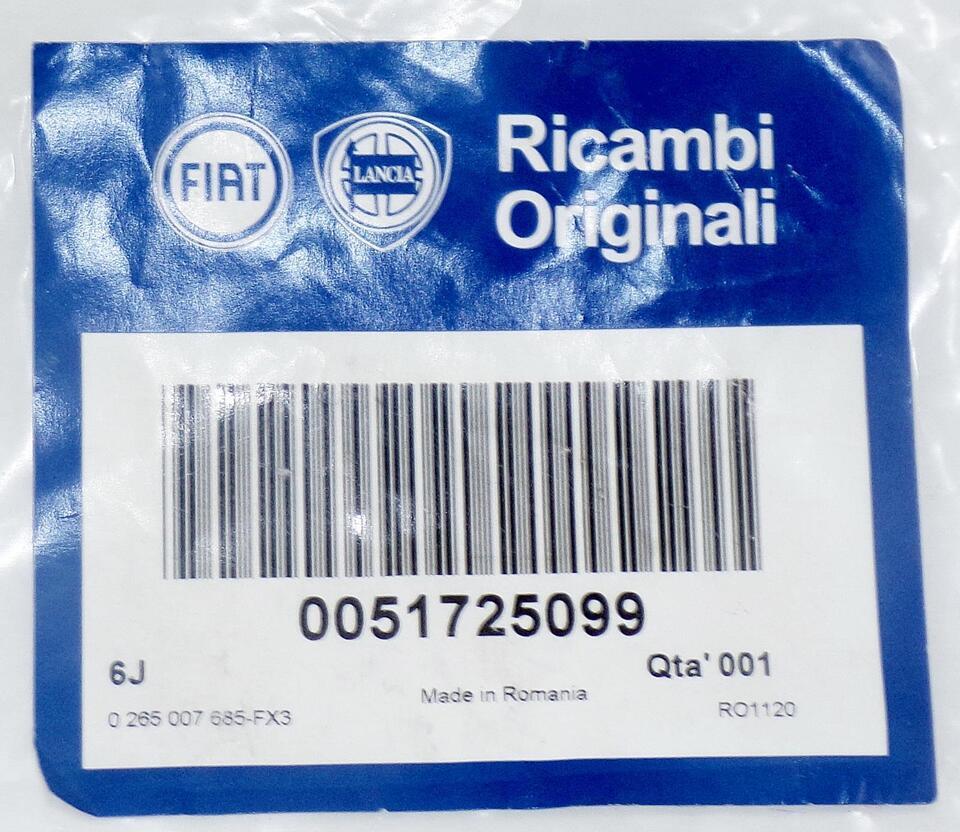 FIAT
LANCIA
Ricambi
Originali
0051725099
6J
Qta' 001
Made in Romania
0 265 007 685-FX3
RO1120